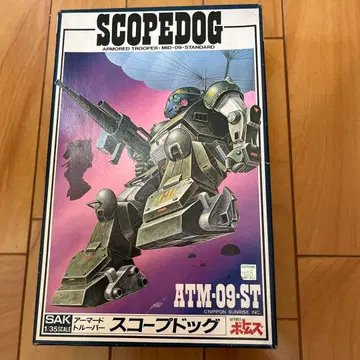 SCOPEDOG
ARMORED TROOPER・MID-09-STANDARD
ATM-09-ST
©NIPPON SUNRISE INC
SAK
1/35SCALE
アーマード
トルーパー
スコープドッグ
ボトムズ